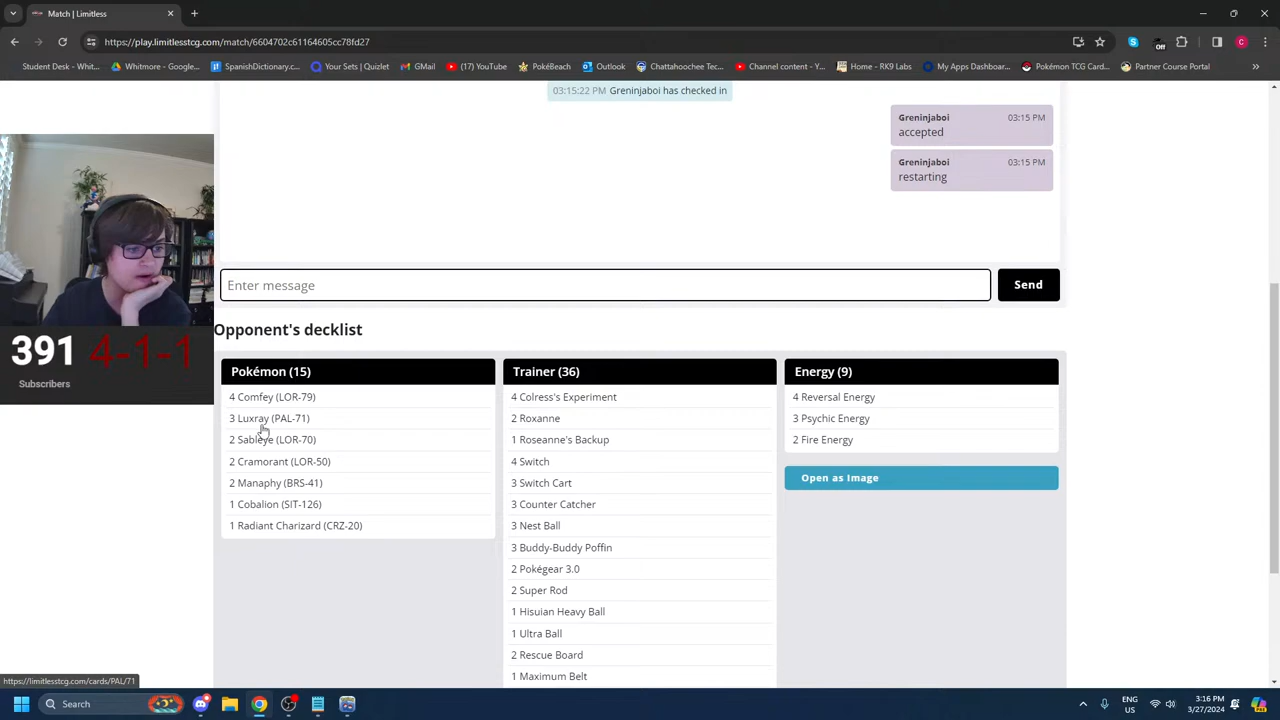 Match | Limitless
https://play.limitlesstcg.com/match/6604702c61164605cc78fd27
Student Desk - Whit...
Whitmore - Google...
SpanishDictionary.c...
Your Sets | Quizlet
GMail
(17) YouTube
PokéBeach
Outlook
Chattahoochee Tec...
Channel content - Y...
Home - RK9 Labs
My Apps Dashboar...
Pokémon TCG Card...
Partner Course Portal
Off
03:15:22 PM Greninjaboi has checked in
Greninjaboi 03:15 PM
accepted
Greninjaboi 03:15 PM
restarting
Enter message
Send
391 4-1-1
Subscribers
Opponent's decklist
Pokémon (15)
4 Comfey (LOR-79)
3 Luxray (PAL-71)
2 Sableye (LOR-70)
2 Cramorant (LOR-50)
2 Manaphy (BRS-41)
1 Cobalion (SIT-126)
1 Radiant Charizard (CRZ-20)
Trainer (36)
4 Colress's Experiment
2 Roxanne
1 Roseanne's Backup
4 Switch
3 Switch Cart
3 Counter Catcher
3 Nest Ball
3 Buddy-Buddy Poffin
2 Pokégear 3.0
2 Super Rod
1 Hisuian Heavy Ball
1 Ultra Ball
2 Rescue Board
1 Maximum Belt
Energy (9)
4 Reversal Energy
3 Psychic Energy
2 Fire Energy
Open as Image
https://limitlesstcg.com/cards/PAL/71
Search
ENG
US
3:16 PM
3/27/2024